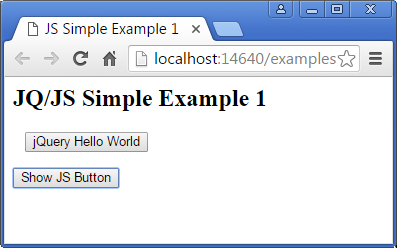 JS Simple Example 1
localhost:14640/examples
JQ/JS Simple Example 1
jQuery Hello World
Show JS Button